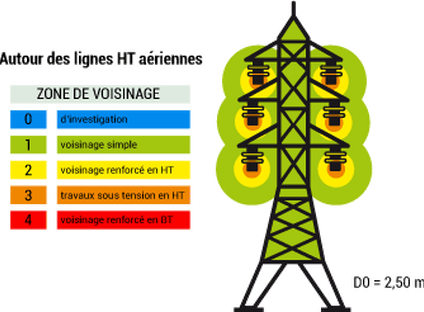 Autour des lignes HT aériennes
ZONE DE VOISINAGE
0 d'investigation
1 voisinage simple
2 voisinage renforcé en HT
3 travaux sous tension en HT
4 voisinage renforcé en BT
D0 = 2,50 m